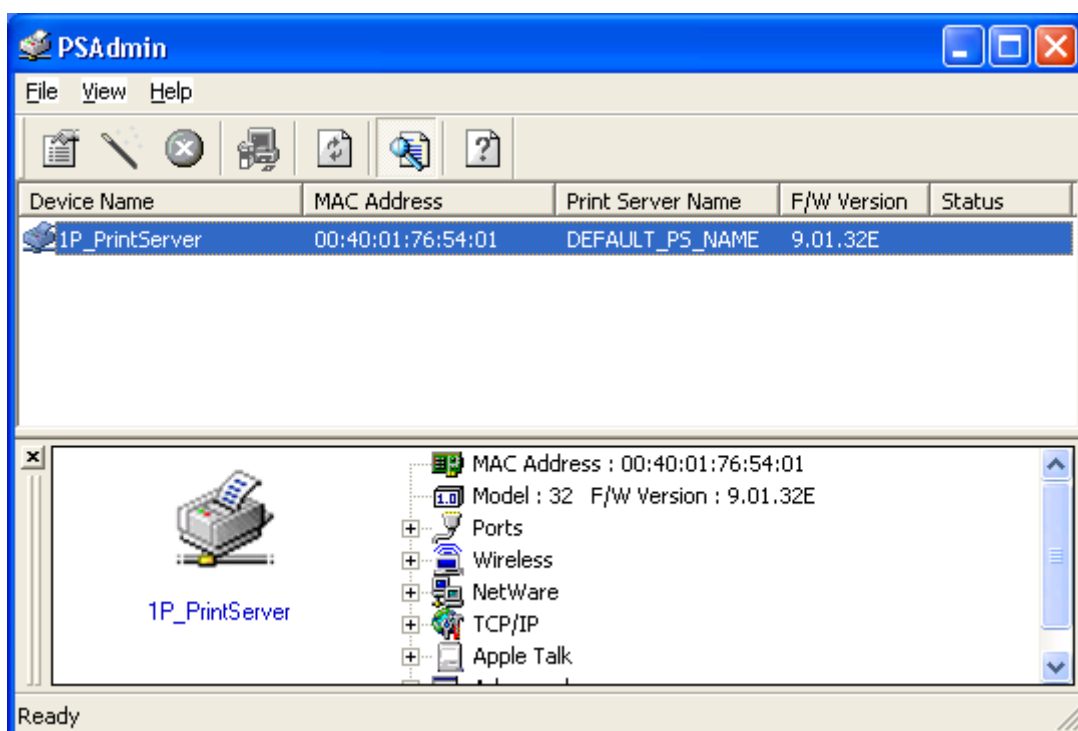 PSAdmin
File View Help
Device Name MAC Address Print Server Name F/W Version Status
1P_PrintServer 00:40:01:76:54:01 DEFAULT_PS_NAME 9.01.32E
MAC Address : 00:40:01:76:54:01
1.0 Model : 32 F/W Version : 9.01.32E
Ports
Wireless
NetWare
1P_PrintServer
TCP/IP
Apple Talk
Ready